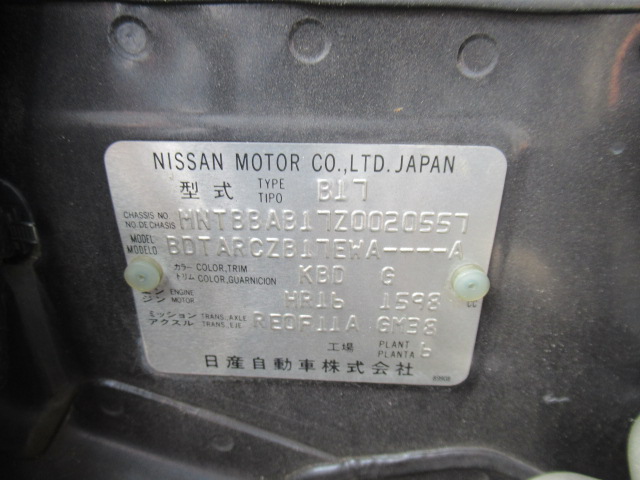 NISSAN MOTOR CO.,LTD.JAPAN
型式 TYPE TIPO B17
CHASSIS NO NO DE CHASIS MNTBBAB17Z0020557
MODEL MODELO BDTARCZB17EWA----A
カラー COLOR,TRIM トリム COLOR,GUARNICION KBD G
エンジン ENGINE MOTOR HR16 1598 CC
ミッション TRANS.,AXLE アクスル TRANS.,EJE RE0F11A GM38
工場 PLANT PLANTA 6
日産自動車株式会社